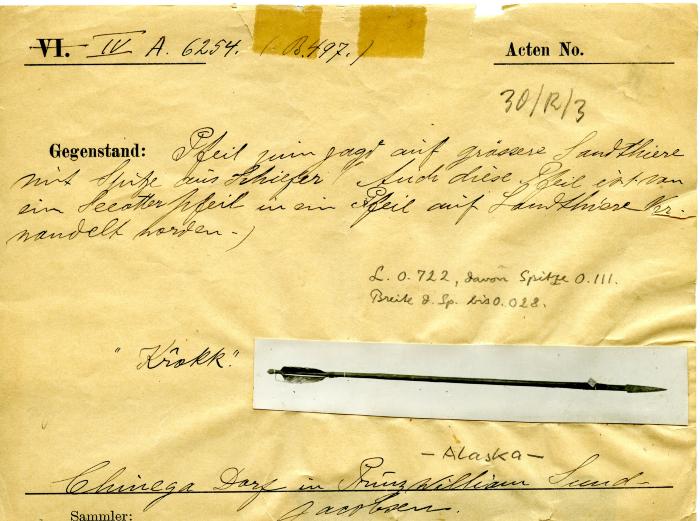 VI. IV A. 6254. (B.497.) Acten No.
30/R/3
Gegenstand: Pfeil zum Jagd auf grössere Landthiere
mit Spitze aus Schiefer Auch diese Pfeil ist von
ein Seeotterpfeil in ein Pfeil auf Landthiere Ver-
wandelt worden.-)
L. 0.722, davon Spitze 0.111.
Breite d. Sp. bis 0.028.
"Krokk".
- Alaska -
Chinega Dorf in Prinz William Sund-
Sammler: Jacobsen.